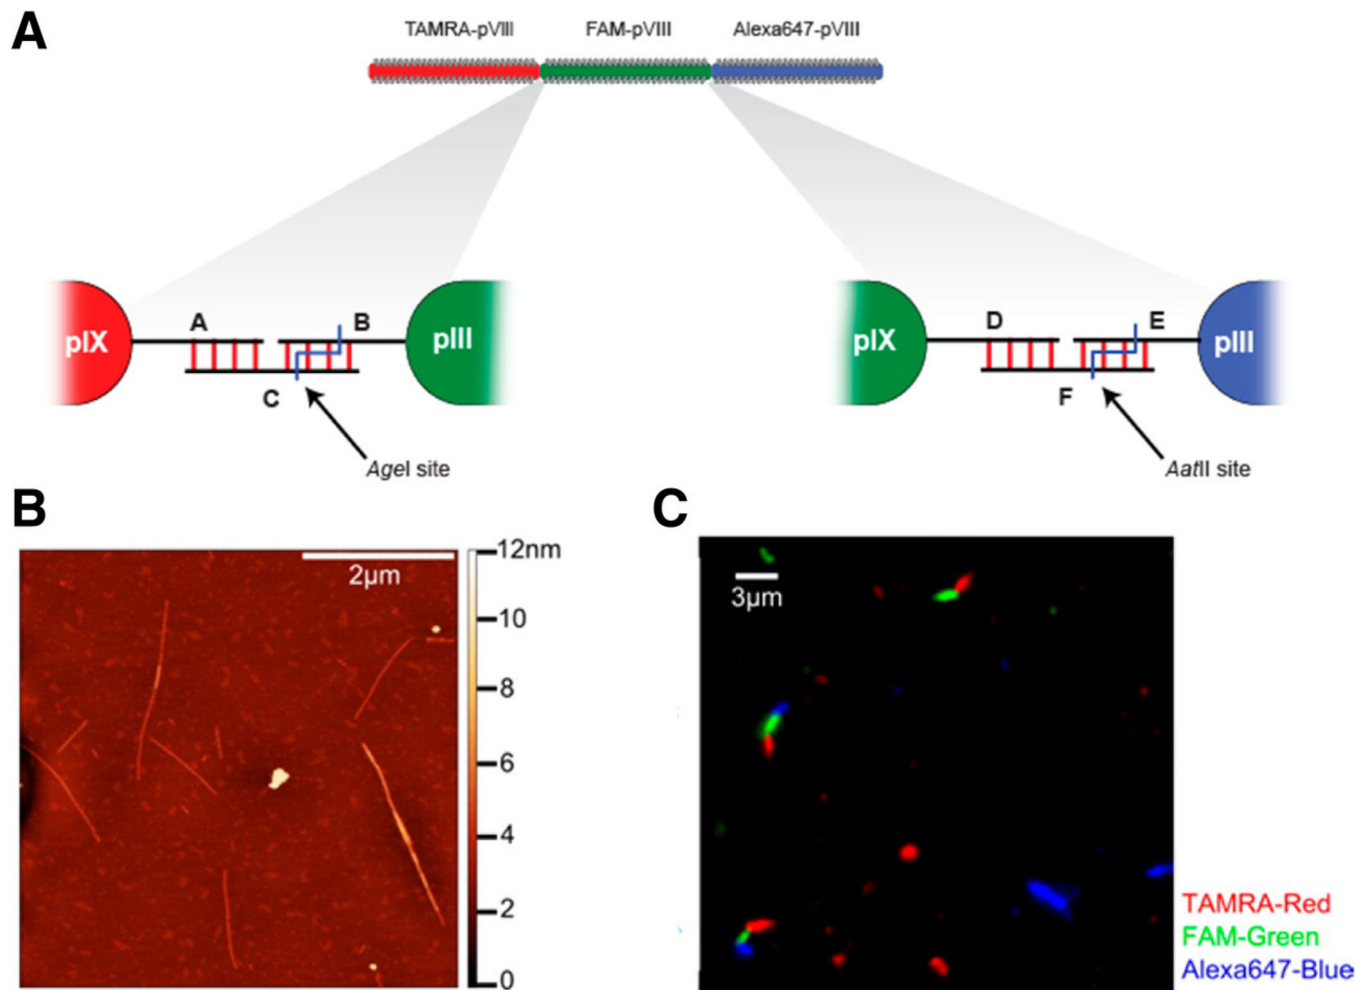 A
TAMRA-pVIII FAM-pVIII Alexa647-pVIII
pIX A B pIII
C
AgeI site
pIX D E pIII
F
AatII site
B
2µm
12nm
10
8
6
4
2
0
C
3µm
TAMRA-Red
FAM-Green
Alexa647-Blue